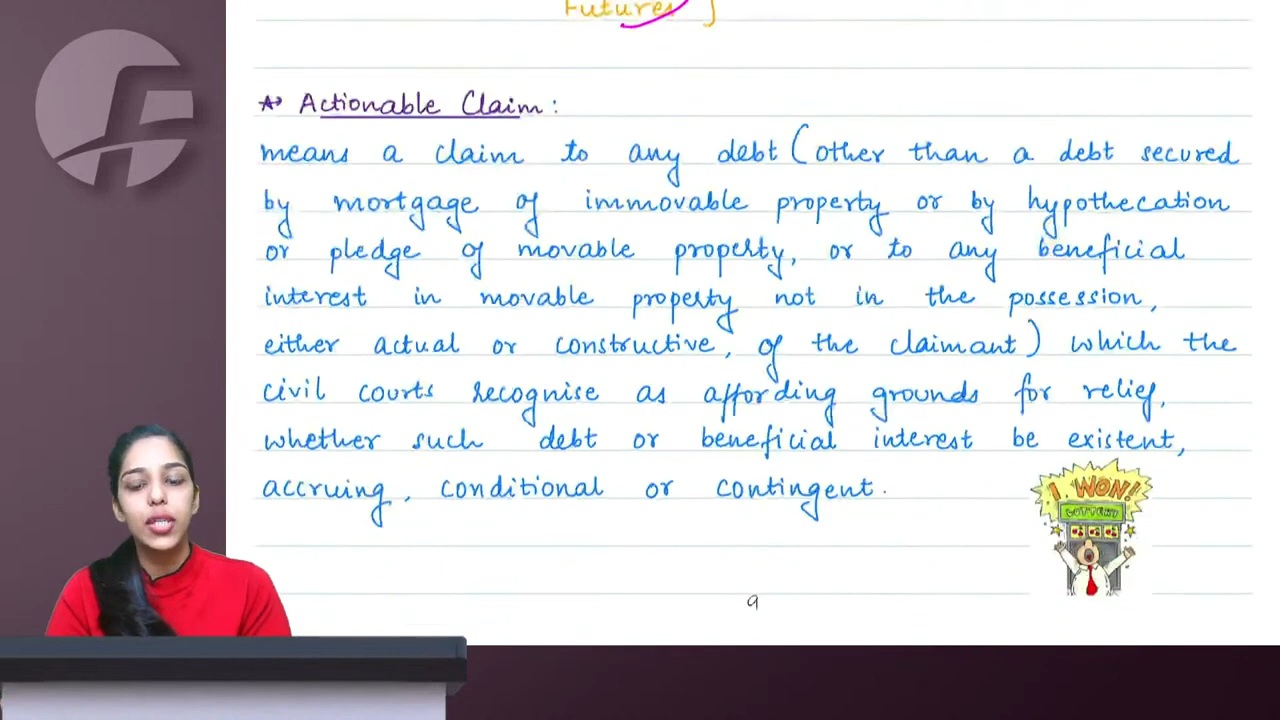 Futures ]
* Actionable Claim :
means a claim to any debt (other than a debt secured
by mortgage of immovable property or by hypothecation
or pledge of movable property, or to any beneficial
interest in movable property not in the possession,
either actual or constructive, of the claimant) which the
civil courts recognise as affording grounds for relief,
whether such debt or beneficial interest be existent,
accruing, conditional or contingent.
I WON!
LOTTERY
9